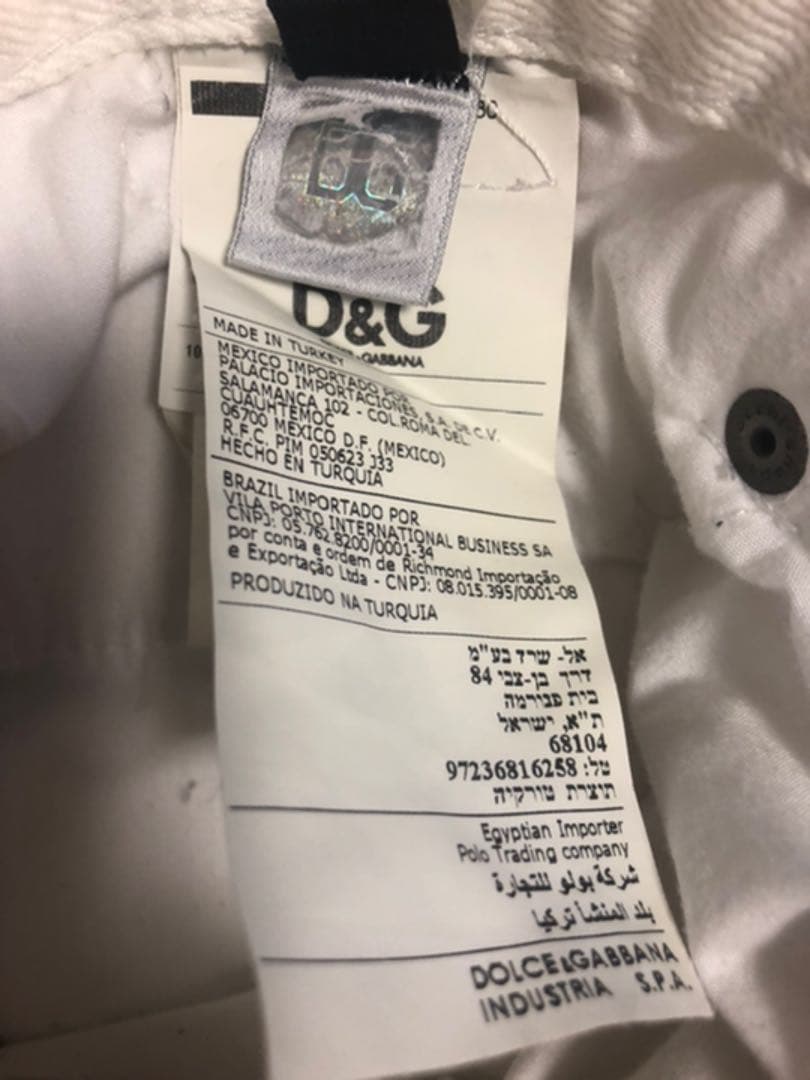 DG
D&G
GABBANA
10
MADE IN TURKEY
MEXICO IMPORTADO POR
PALACIO IMPORTACIONES, S.A. DE C.V.
SALAMANCA 102 - COL.ROMA DEL.
CUAUHTEMOC
06700 MEXICO D.F. (MEXICO)
R.F.C. PIM 050623 J33
HECHO EN TURQUIA
BRAZIL IMPORTADO POR
VILA PORTO INTERNATIONAL BUSINESS SA
CNPJ: 05.762.8200/0001-34
por conta e ordem de Richmond Importação
e Exportação Ltda - CNPJ: 08.015.395/0001-08
PRODUZIDO NA TURQUIA
אל- שרד בע"מ
דרך בן-צבי 84
בית פנורמה
ת"א, ישראל
68104
טל: 97236816258
תוצרת טורקיה
Egyptian Importer
Polo Trading company
شركة بولو للتجارة
بلد المنشأ تركيا
DOLCE&GABBANA
INDUSTRIA S.P.A.